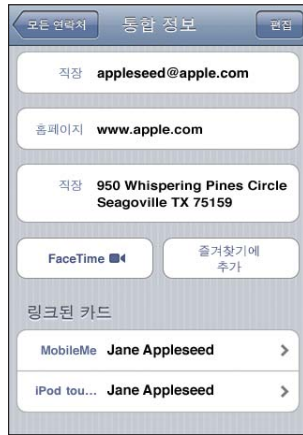 모든 연락처 통합 정보 편집
직장 appleseed@apple.com
홈페이지 www.apple.com
직장 950 Whispering Pines Circle
Seagoville TX 75159
FaceTime
즐겨찾기에
추가
링크된 카드
MobileMe Jane Appleseed
iPod tou... Jane Appleseed